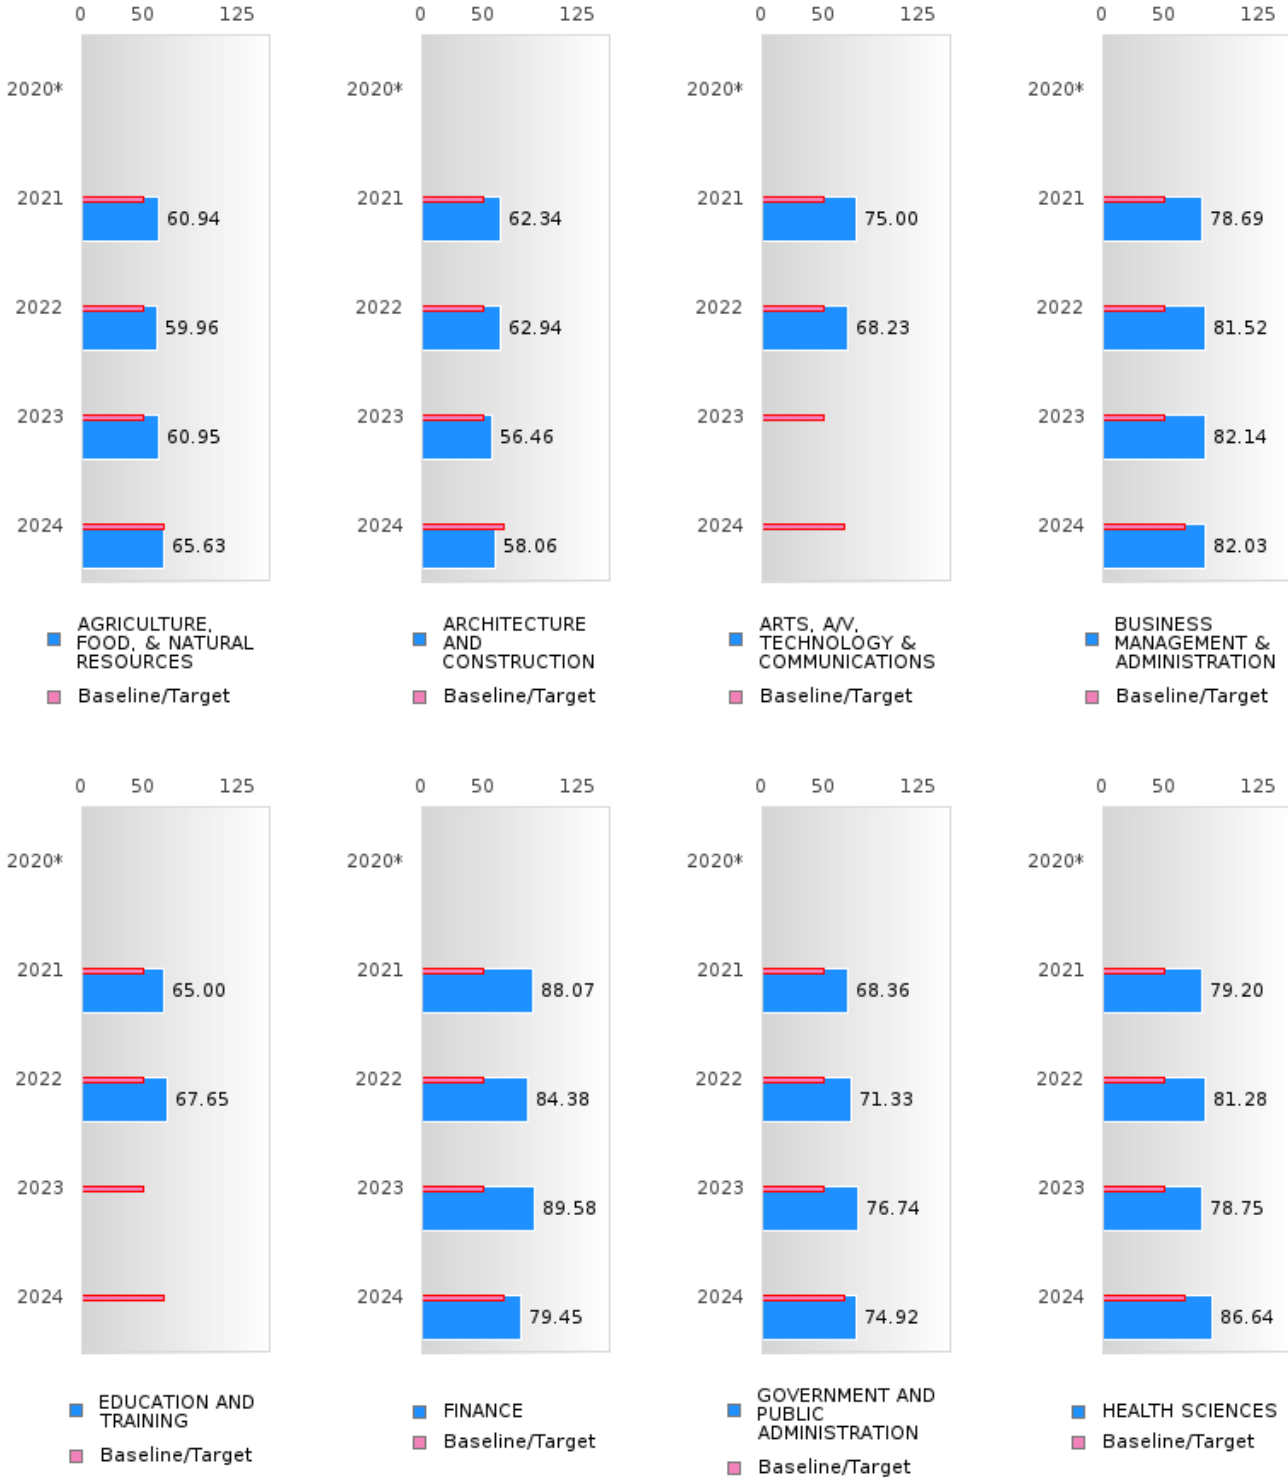 0 50 125
2020*
2021
60.94
2022
59.96
2023
60.95
2024
65.63
AGRICULTURE,
FOOD, & NATURAL
RESOURCES
Baseline/Target
0 50 125
2020*
2021
62.34
2022
62.94
2023
56.46
2024
58.06
ARCHITECTURE
AND
CONSTRUCTION
Baseline/Target
0 50 125
2020*
2021
75.00
2022
68.23
2023
2024
ARTS, A/V,
TECHNOLOGY &
COMMUNICATIONS
Baseline/Target
0 50 125
2020*
2021
78.69
2022
81.52
2023
82.14
2024
82.03
BUSINESS
MANAGEMENT &
ADMINISTRATION
Baseline/Target
0 50 125
2020*
2021
65.00
2022
67.65
2023
2024
EDUCATION AND
TRAINING
Baseline/Target
0 50 125
2020*
2021
88.07
2022
84.38
2023
89.58
2024
79.45
FINANCE
Baseline/Target
0 50 125
2020*
2021
68.36
2022
71.33
2023
76.74
2024
74.92
GOVERNMENT AND
PUBLIC
ADMINISTRATION
Baseline/Target
0 50 125
2020*
2021
79.20
2022
81.28
2023
78.75
2024
86.64
HEALTH SCIENCES
Baseline/Target